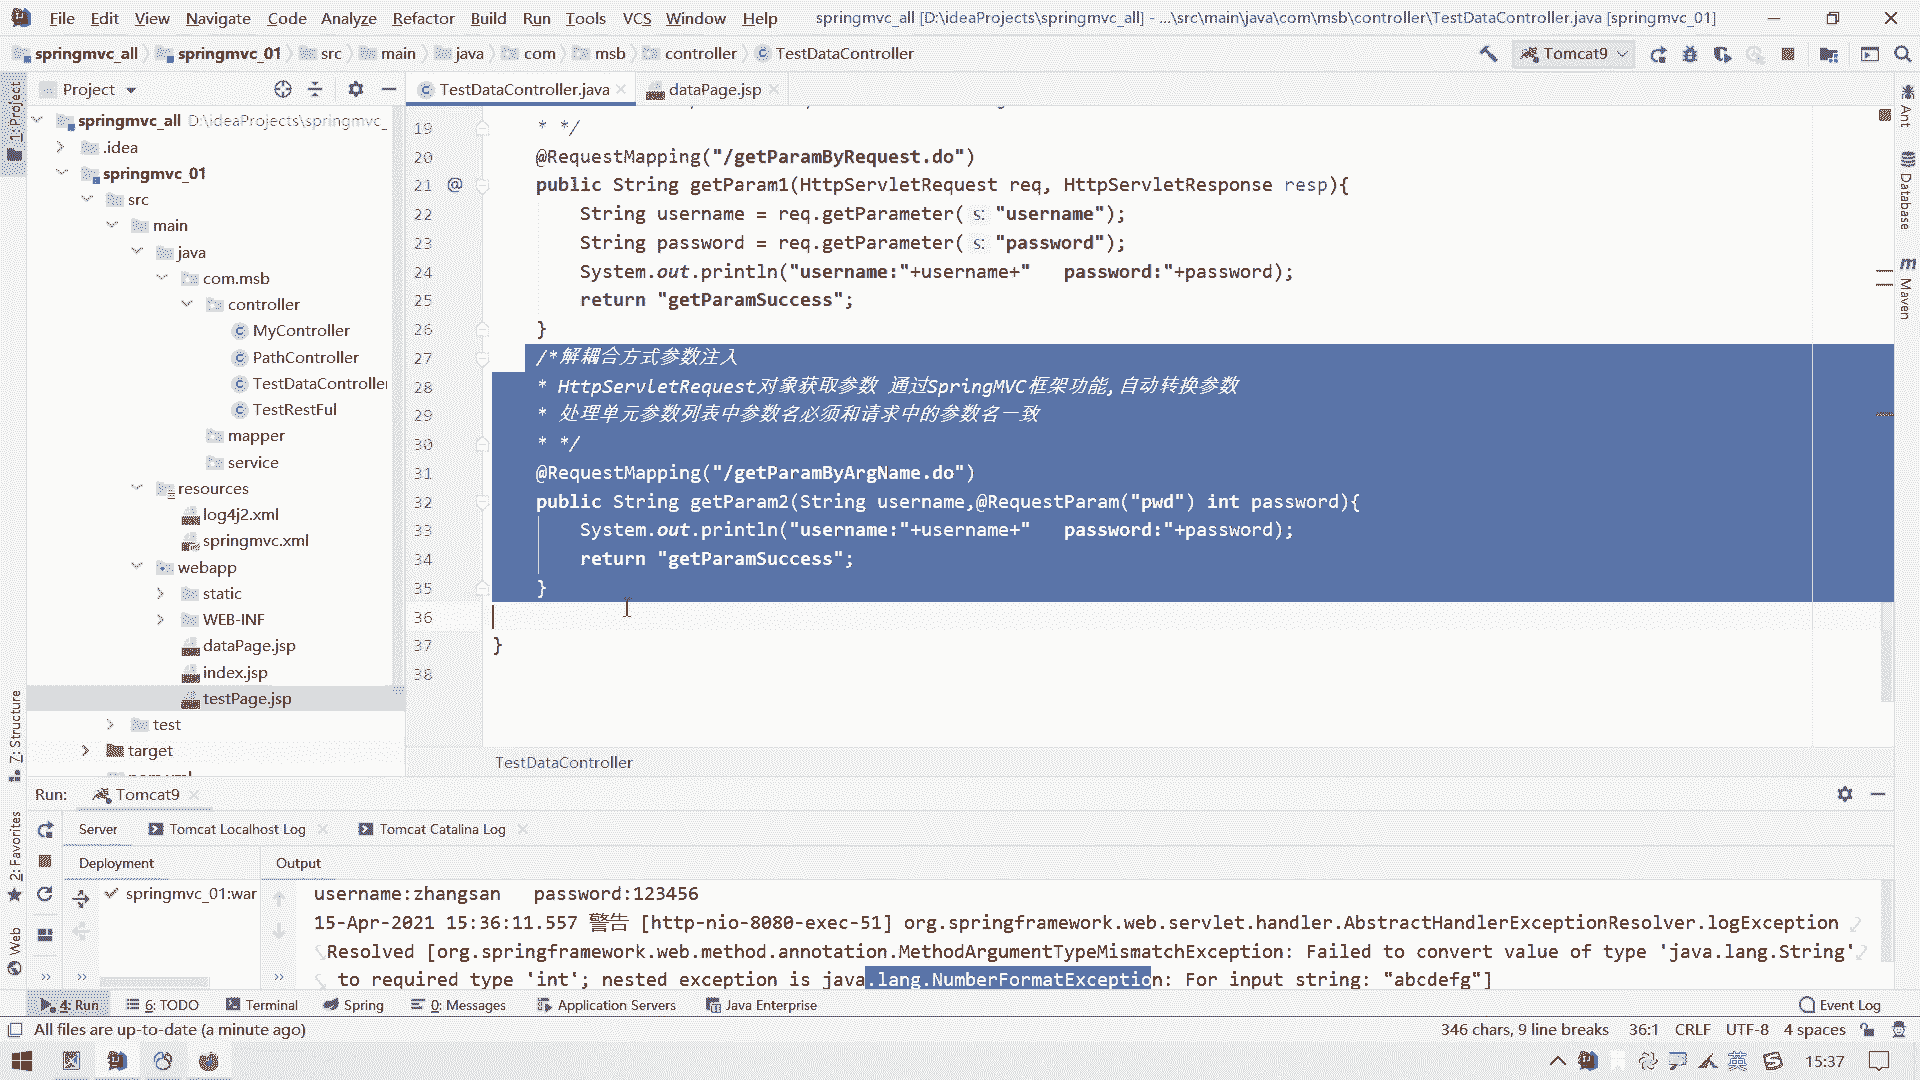 File Edit View Navigate Code Analyze Refactor Build Run Tools VCS Window Help springmvc_all [D:\ideaProjects\springmvc_all] - ...\src\main\java\com\msb\controller\TestDataController.java [springmvc_01]
springmvc_all springmvc_01 src main java com msb controller TestDataController Tomcat9
1: Project
Project
TestDataController.java
dataPage.jsp
springmvc_all D:\ideaProjects\springmvc_
.idea
springmvc_01
src
main
java
com.msb
controller
MyController
PathController
TestDataController
TestRestFul
mapper
service
resources
log4j2.xml
springmvc.xml
webapp
static
WEB-INF
dataPage.jsp
index.jsp
testPage.jsp
test
target
19 * */
20 @RequestMapping("/getParamByRequest.do")
21 @ public String getParam1(HttpServletRequest req, HttpServletResponse resp){
22 String username = req.getParameter( s: "username");
23 String password = req.getParameter( s: "password");
24 System.out.println("username:"+username+" password:"+password);
25 return "getParamSuccess";
26 }
27 /*解耦合方式参数注入
28 * HttpServletRequest对象获取参数 通过SpringMVC框架功能,自动转换参数
29 * 处理单元参数列表中参数名必须和请求中的参数名一致
30 * */
31 @RequestMapping("/getParamByArgName.do")
32 public String getParam2(String username,@RequestParam("pwd") int password){
33 System.out.println("username:"+username+" password:"+password);
34 return "getParamSuccess";
35 }
36
37 }
38
TestDataController
Ant
Database
Maven
Z: Structure
2: Favorites
Web
Run: Tomcat9
Server Tomcat Localhost Log Tomcat Catalina Log
Deployment Output
springmvc_01:war
username:zhangsan password:123456
15-Apr-2021 15:36:11.557 警告 [http-nio-8080-exec-51] org.springframework.web.servlet.handler.AbstractHandlerExceptionResolver.logException
Resolved [org.springframework.web.method.annotation.MethodArgumentTypeMismatchException: Failed to convert value of type 'java.lang.String'
to required type 'int'; nested exception is java.lang.NumberFormatException: For input string: "abcdefg"]
4: Run 6: TODO Terminal Spring 0: Messages Application Servers Java Enterprise Event Log
All files are up-to-date (a minute ago) 346 chars, 9 line breaks 36:1 CRLF UTF-8 4 spaces
英 15:37